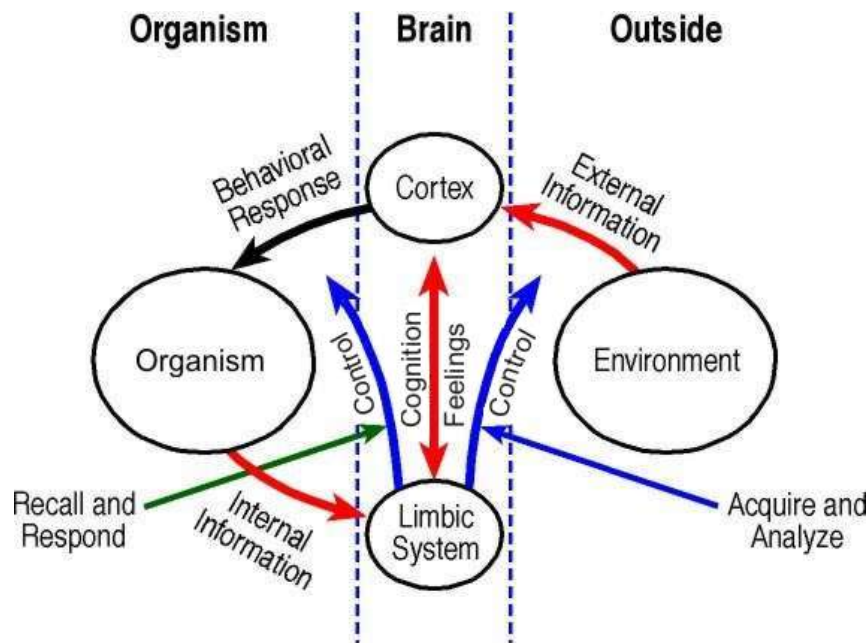 Organism
Brain
Outside
Behavioral
Response
Cortex
External
Information
Organism
Control
Cognition
Feelings
Control
Environment
Recall and
Respond
Internal
Information
Limbic
System
Acquire and
Analyze